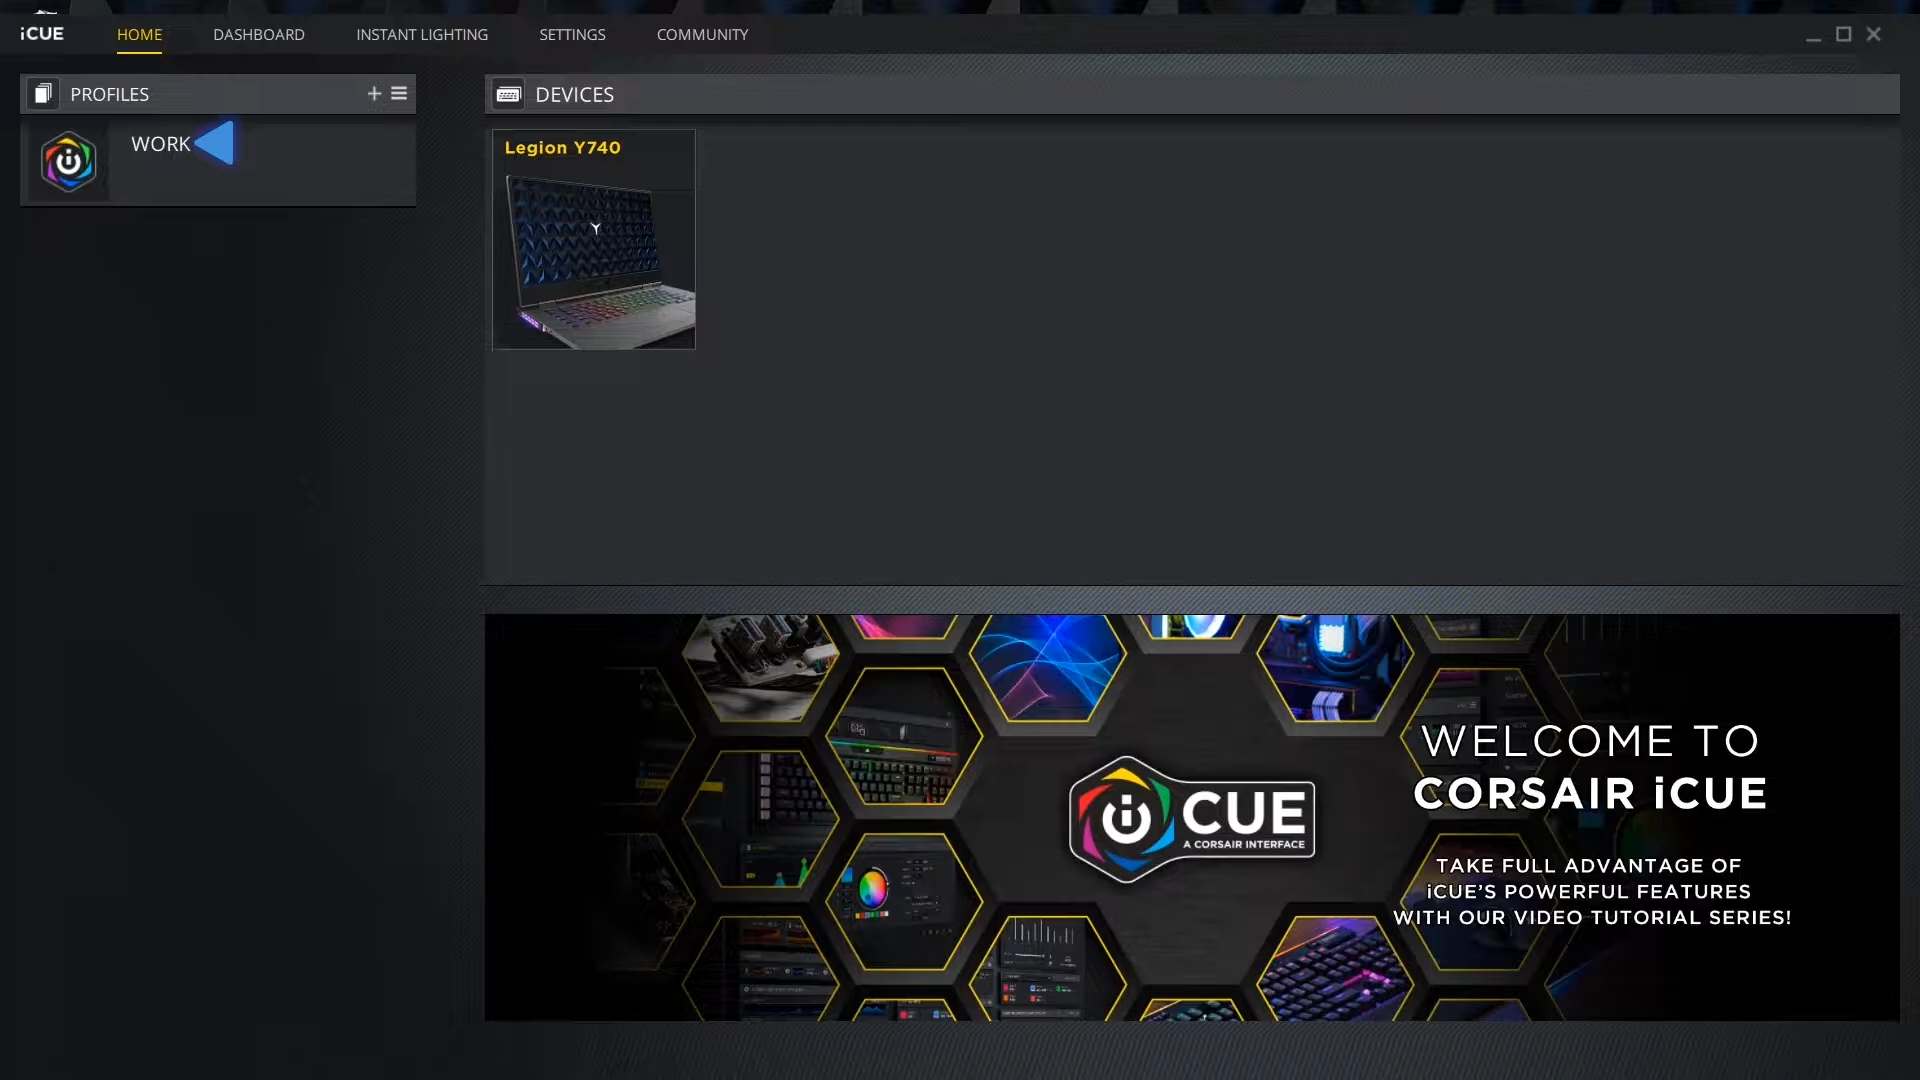 iCUE
HOME
DASHBOARD
INSTANT LIGHTING
SETTINGS
COMMUNITY
PROFILES
WORK
DEVICES
Legion Y740
CUE
A CORSAIR INTERFACE
WELCOME TO
CORSAIR iCUE
TAKE FULL ADVANTAGE OF
iCUE'S POWERFUL FEATURES
WITH OUR VIDEO TUTORIAL SERIES!